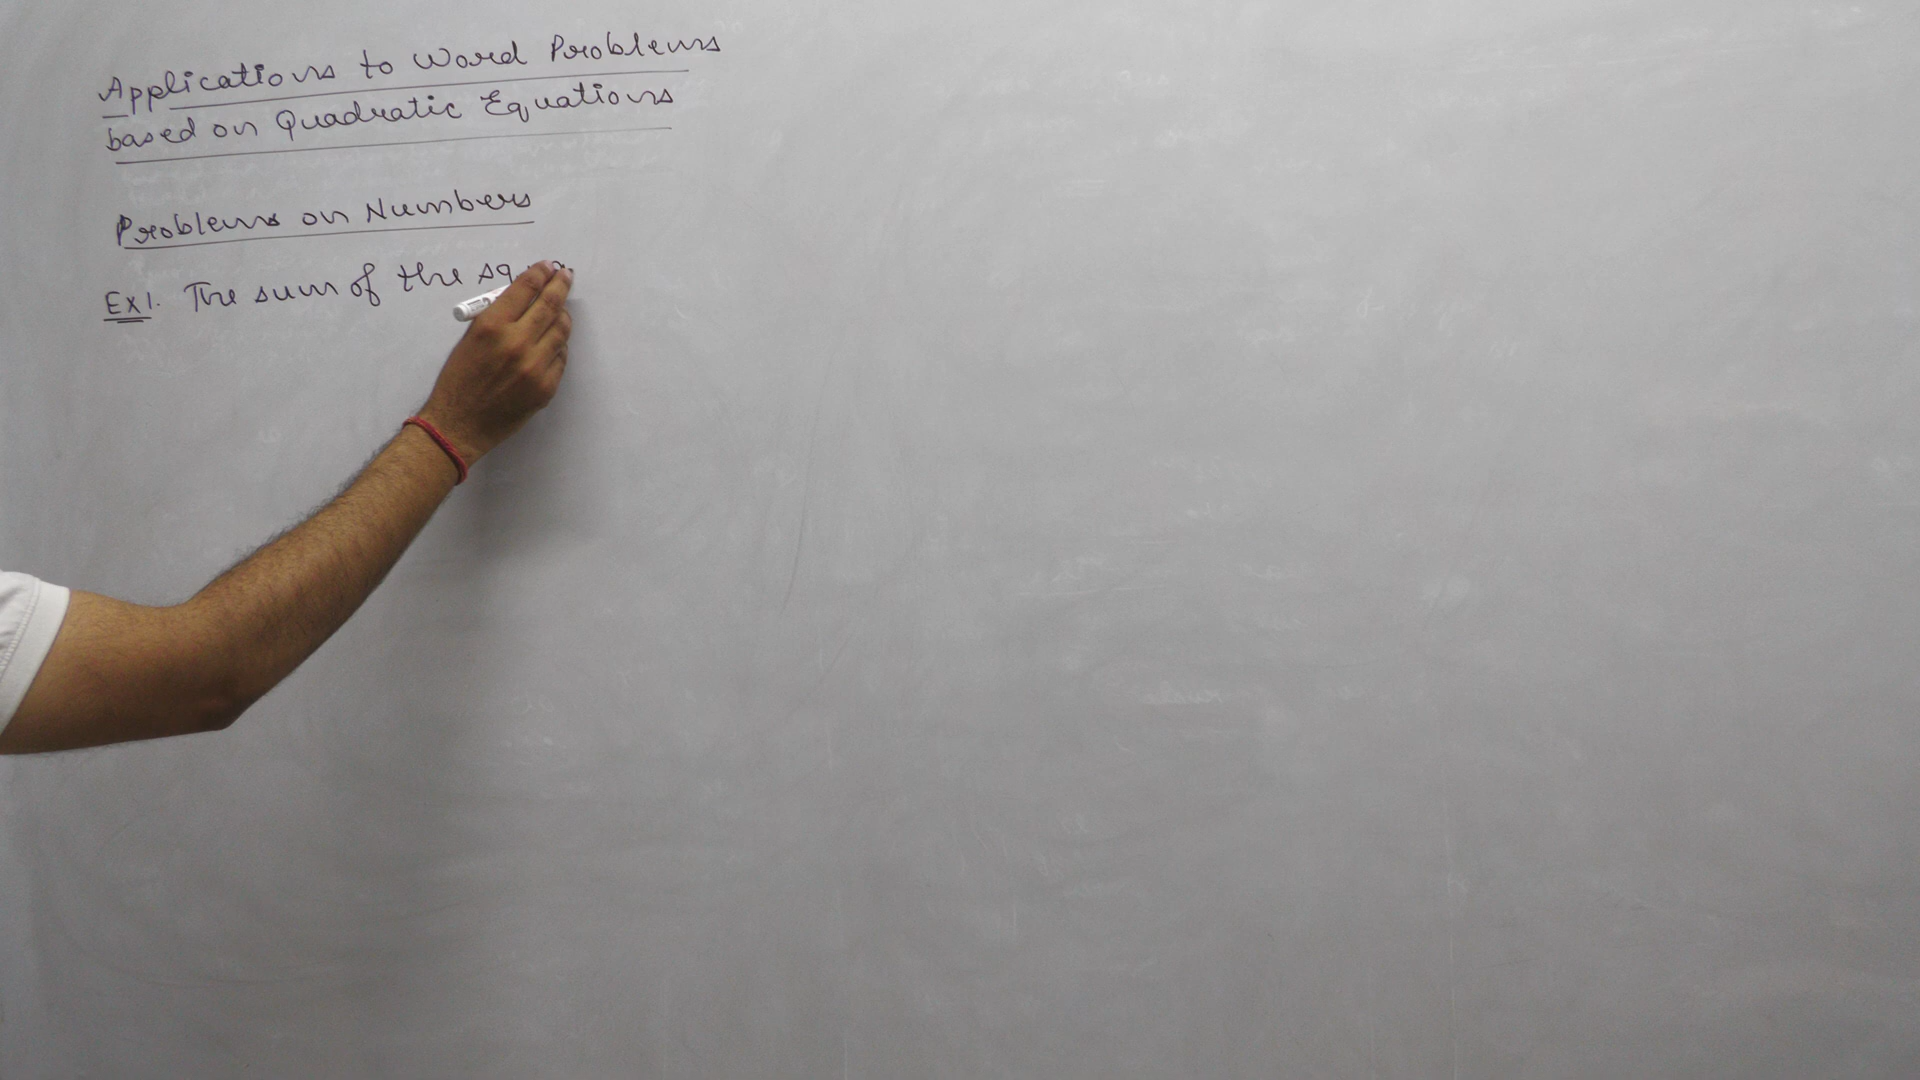 Applications to Word Problems
based on Quadratic Equations
Problems on Numbers
Ex1. The sum of the